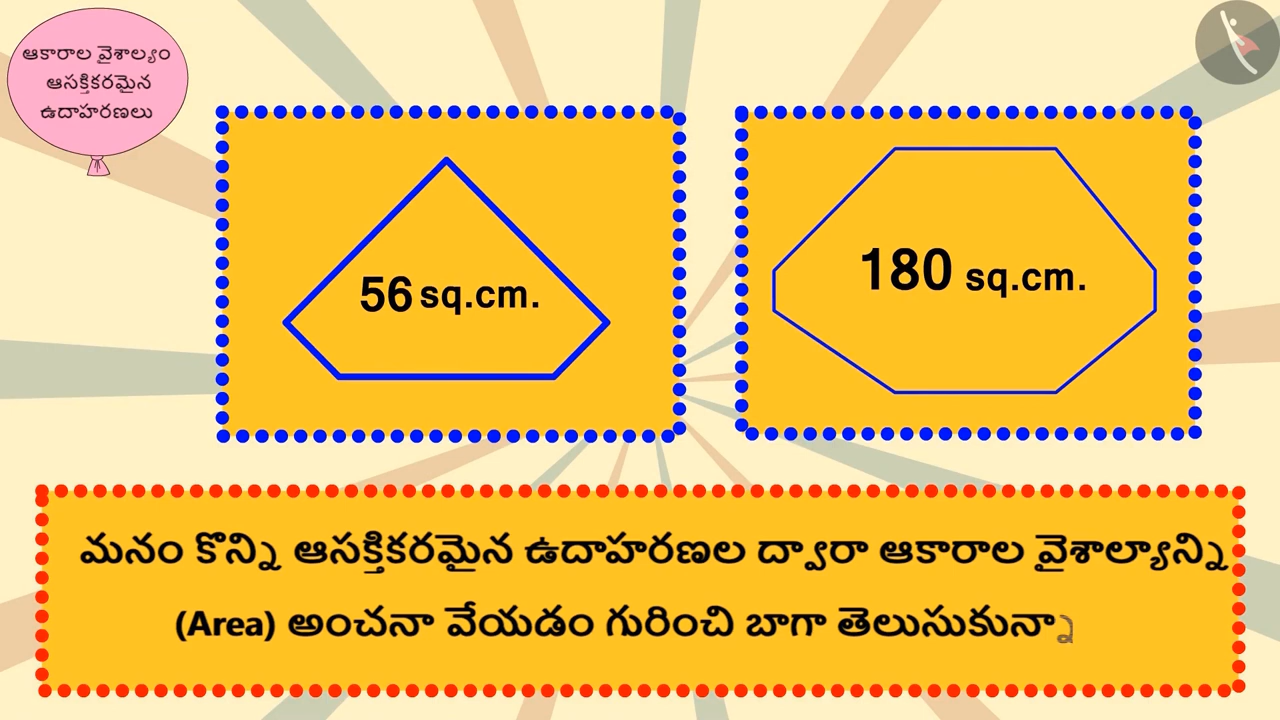 ఆకారాల వైశాల్యం
ఆసక్తికరమైన
ఉదాహరణలు
56 sq.cm.
180 sq.cm.
మనం కొన్ని ఆసక్తికరమైన ఉదాహరణల ద్వారా ఆకారాల వైశాల్యాన్ని
(Area) అంచనా వేయడం గురించి బాగా తెలుసుకున్నా